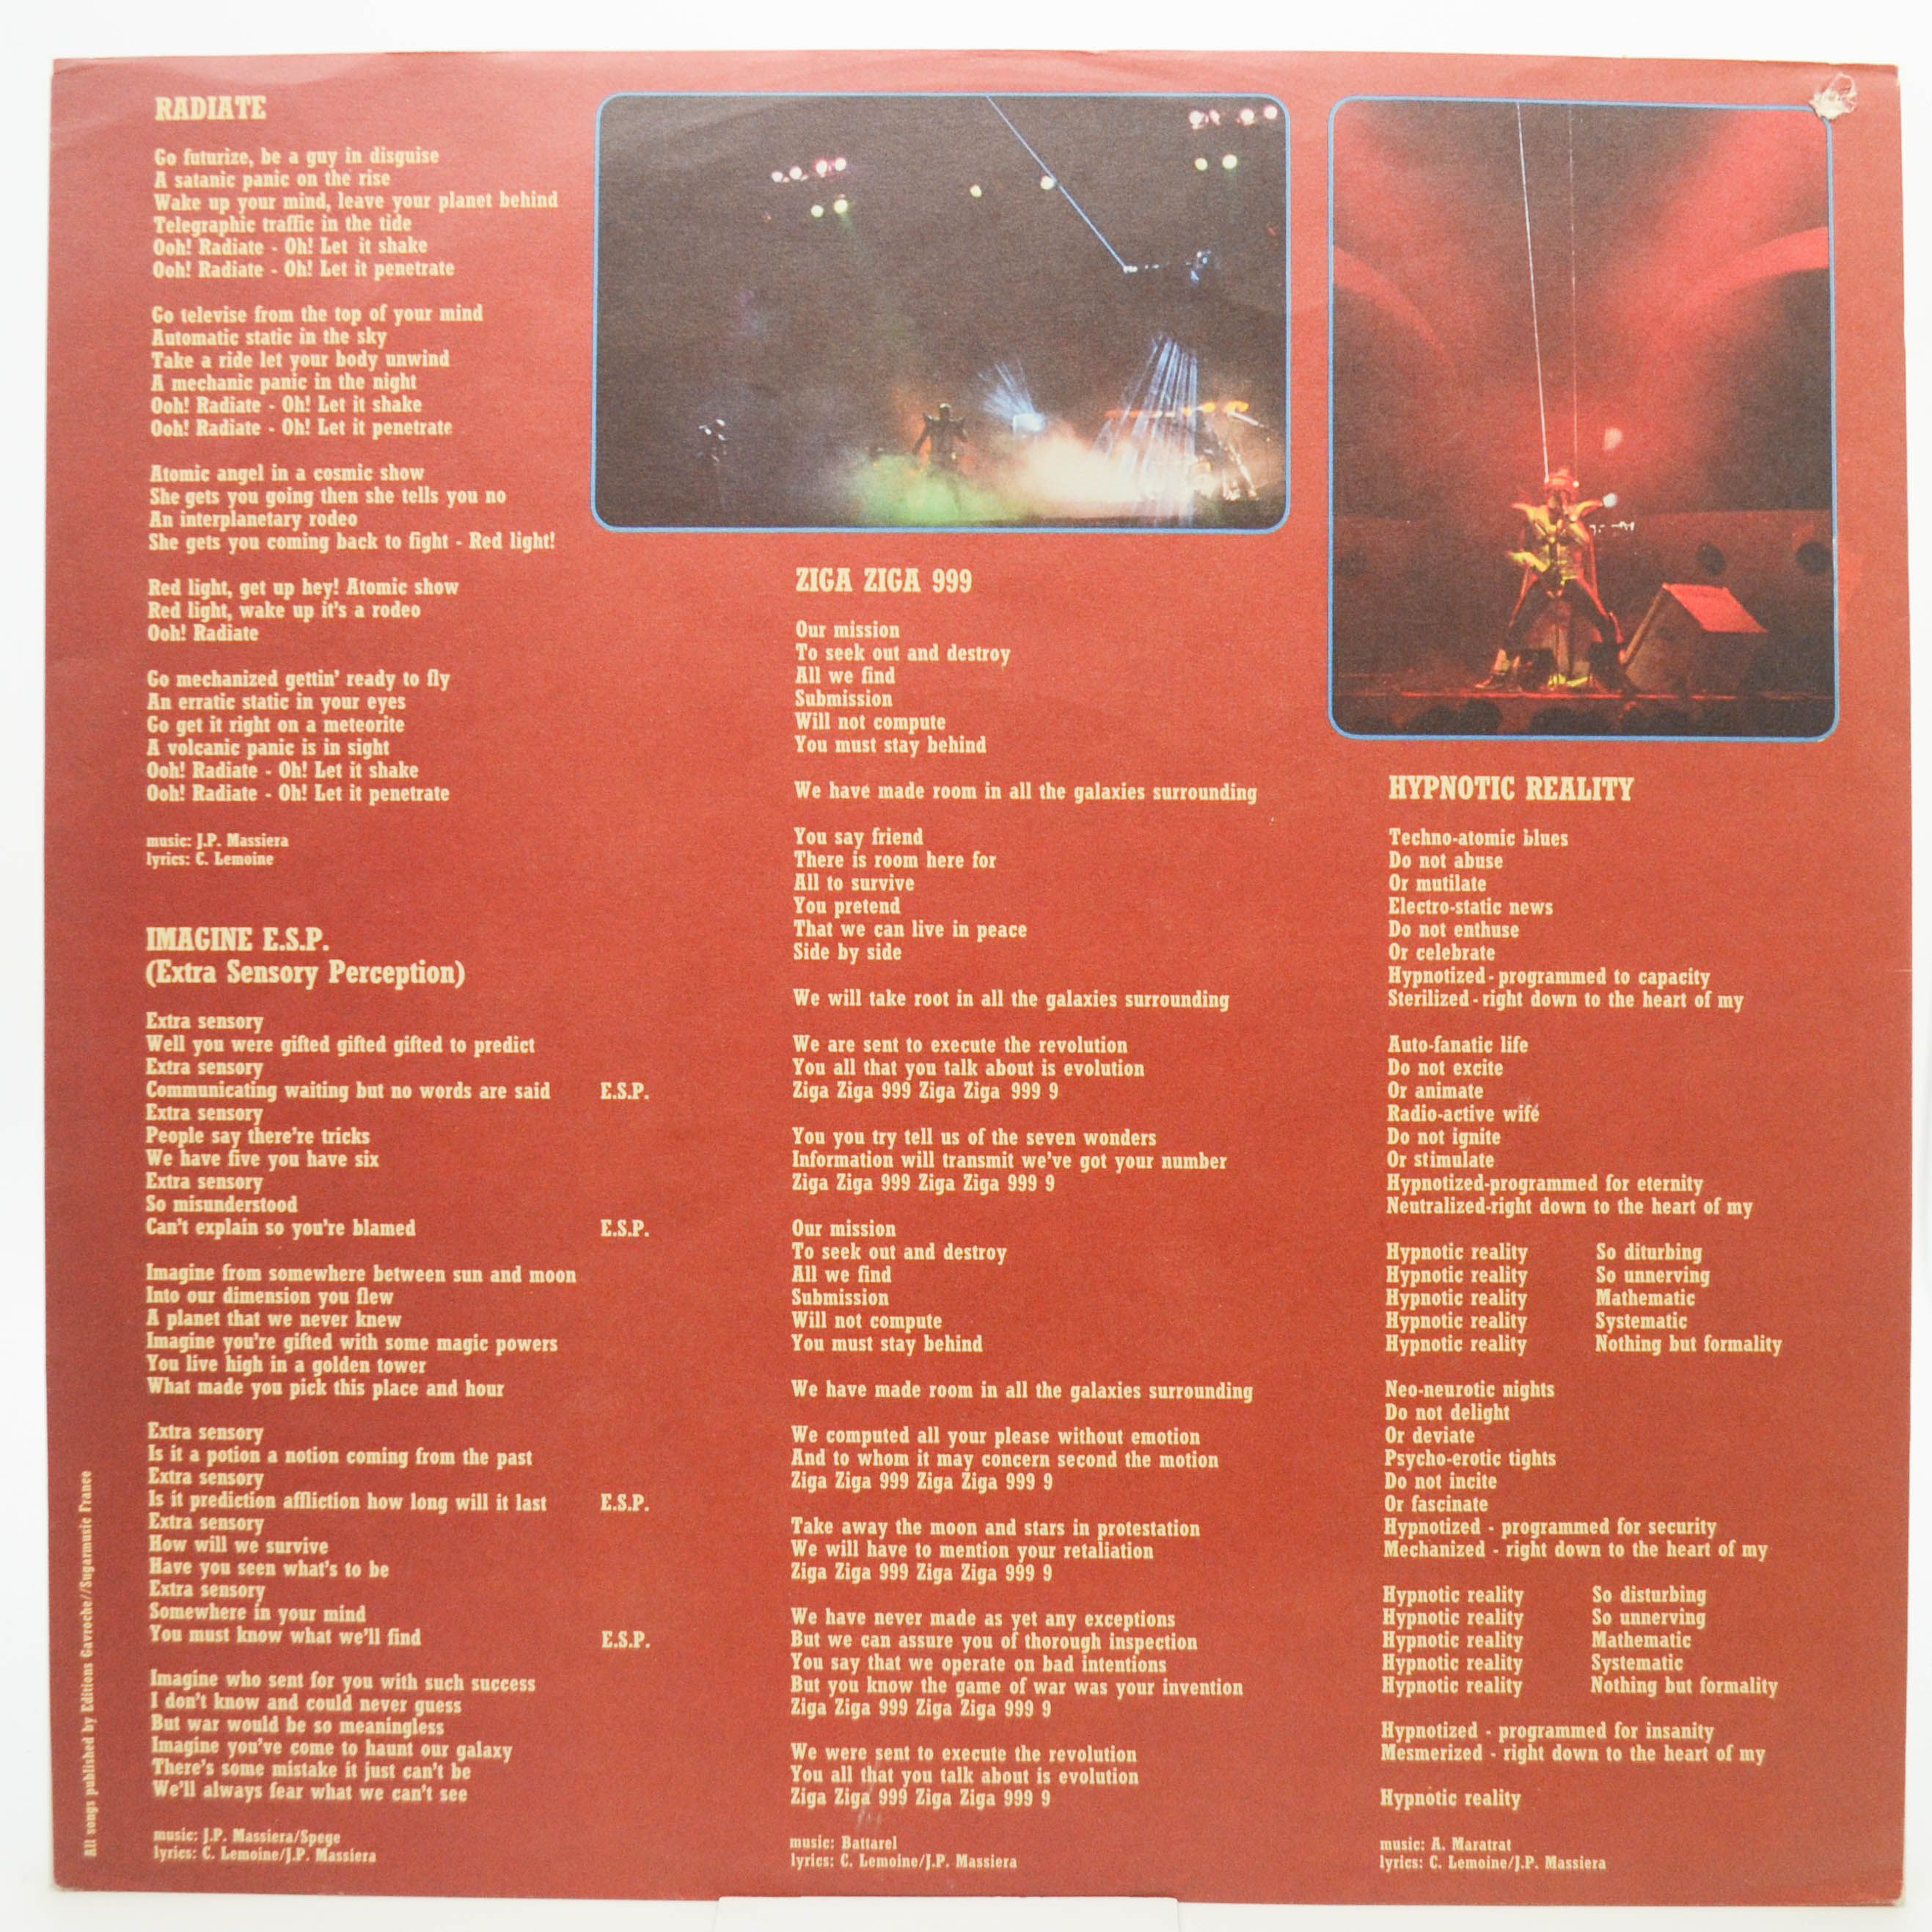 RADIATE
Go futurize, be a guy in disguise
A satanic panic on the rise
Wake up your mind, leave your planet behind
Telegraphic traffic in the tide
Ooh! Radiate - Oh! Let it shake
Ooh! Radiate - Oh! Let it penetrate
Go televise from the top of your mind
Automatic static in the sky
Take a ride let your body unwind
A mechanic panic in the night
Ooh! Radiate - Oh! Let it shake
Ooh! Radiate - Oh! Let it penetrate
Atomic angel in a cosmic show
She gets you going then she tells you no
An interplanetary rodeo
She gets you coming back to fight - Red light!
Red light, get up hey! Atomic show
Red light, wake up it's a rodeo
Ooh! Radiate
Go mechanized gettin' ready to fly
An erratic static in your eyes
Go get it right on a meteorite
A volcanic panic is in sight
Ooh! Radiate - Oh! Let it shake
Ooh! Radiate - Oh! Let it penetrate
music: J.P. Massiera
lyrics: C. Lemoine
IMAGINE E.S.P.
(Extra Sensory Perception)
Extra sensory
Well you were gifted gifted gifted to predict
Extra sensory
Communicating waiting but no words are said E.S.P.
Extra sensory
People say there're tricks
We have five you have six
Extra sensory
So misunderstood
Can't explain so you're blamed E.S.P.
Imagine from somewhere between sun and moon
Into our dimension you flew
A planet that we never knew
Imagine you're gifted with some magic powers
You live high in a golden tower
What made you pick this place and hour
Extra sensory
Is it a potion a notion coming from the past
Extra sensory
Is it prediction affliction how long will it last E.S.P.
Extra sensory
How will we survive
Have you seen what's to be
Extra sensory
Somewhere in your mind
You must know what we'll find E.S.P.
Imagine who sent for you with such success
I don't know and could never guess
But war would be so meaningless
Imagine you've come to haunt our galaxy
There's some mistake it just can't be
We'll always fear what we can't see
music: J.P. Massiera/Spege
lyrics: C. Lemoine/J.P. Massiera
All songs published by Editions Gavroche//Sugarmusic France
ZIGA ZIGA 999
Our mission
To seek out and destroy
All we find
Submission
Will not compute
You must stay behind
We have made room in all the galaxies surrounding
You say friend
There is room here for
All to survive
You pretend
That we can live in peace
Side by side
We will take root in all the galaxies surrounding
We are sent to execute the revolution
You all that you talk about is evolution
Ziga Ziga 999 Ziga Ziga 999 9
You you try tell us of the seven wonders
Information will transmit we've got your number
Ziga Ziga 999 Ziga Ziga 999 9
Our mission
To seek out and destroy
All we find
Submission
Will not compute
You must stay behind
We have made room in all the galaxies surrounding
We computed all your please without emotion
And to whom it may concern second the motion
Ziga Ziga 999 Ziga Ziga 999 9
Take away the moon and stars in protestation
We will have to mention your retaliation
Ziga Ziga 999 Ziga Ziga 999 9
We have never made as yet any exceptions
But we can assure you of thorough inspection
You say that we operate on bad intentions
But you know the game of war was your invention
Ziga Ziga 999 Ziga Ziga 999 9
We were sent to execute the revolution
You all that you talk about is evolution
Ziga Ziga 999 Ziga Ziga 999 9
music: Battarel
lyrics: C. Lemoine/J.P. Massiera
HYPNOTIC REALITY
Techno-atomic blues
Do not abuse
Or mutilate
Electro-static news
Do not enthuse
Or celebrate
Hypnotized - programmed to capacity
Sterilized - right down to the heart of my
Auto-fanatic life
Do not excite
Or animate
Radio-active wife
Do not ignite
Or stimulate
Hypnotized-programmed for eternity
Neutralized-right down to the heart of my
Hypnotic reality So diturbing
Hypnotic reality So unnerving
Hypnotic reality Mathematic
Hypnotic reality Systematic
Hypnotic reality Nothing but formality
Neo-neurotic nights
Do not delight
Or deviate
Psycho-erotic tights
Do not incite
Or fascinate
Hypnotized - programmed for security
Mechanized - right down to the heart of my
Hypnotic reality So disturbing
Hypnotic reality So unnerving
Hypnotic reality Mathematic
Hypnotic reality Systematic
Hypnotic reality Nothing but formality
Hypnotized - programmed for insanity
Mesmerized - right down to the heart of my
Hypnotic reality
music: A. Maratrat
lyrics: C. Lemoine/J.P. Massiera